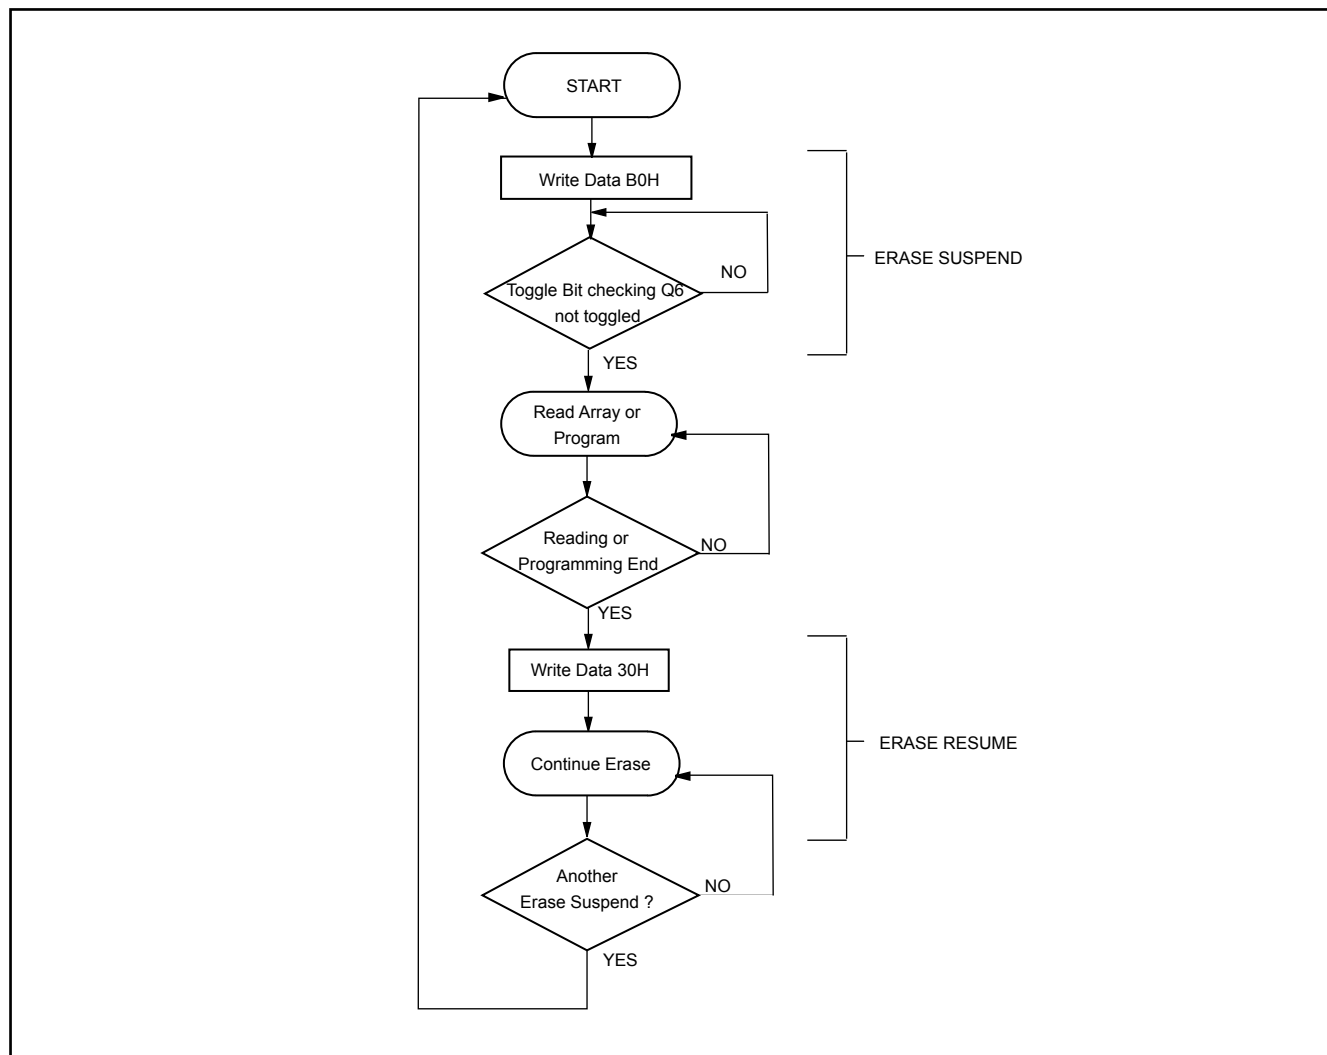 START
Write Data B0H
ERASE SUSPEND
NO
Toggle Bit checking Q6
not toggled
YES
Read Array or
Program
Reading or
Programming End
NO
YES
Write Data 30H
ERASE RESUME
Continue Erase
Another
Erase Suspend ?
NO
YES